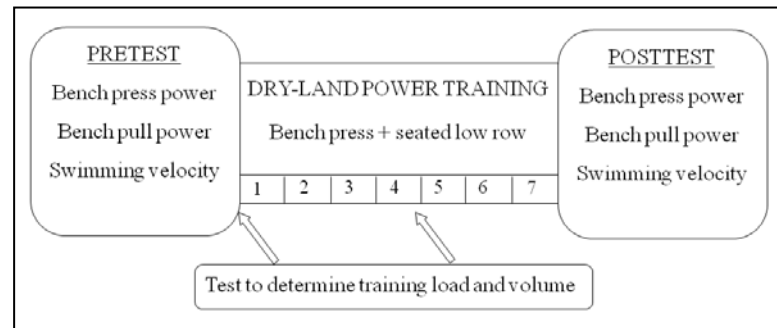 PRETEST
Bench press power
Bench pull power
Swimming velocity
DRY-LAND POWER TRAINING
Bench press + seated low row
1 2 3 4 5 6 7
POSTTEST
Bench press power
Bench pull power
Swimming velocity
Test to determine training load and volume